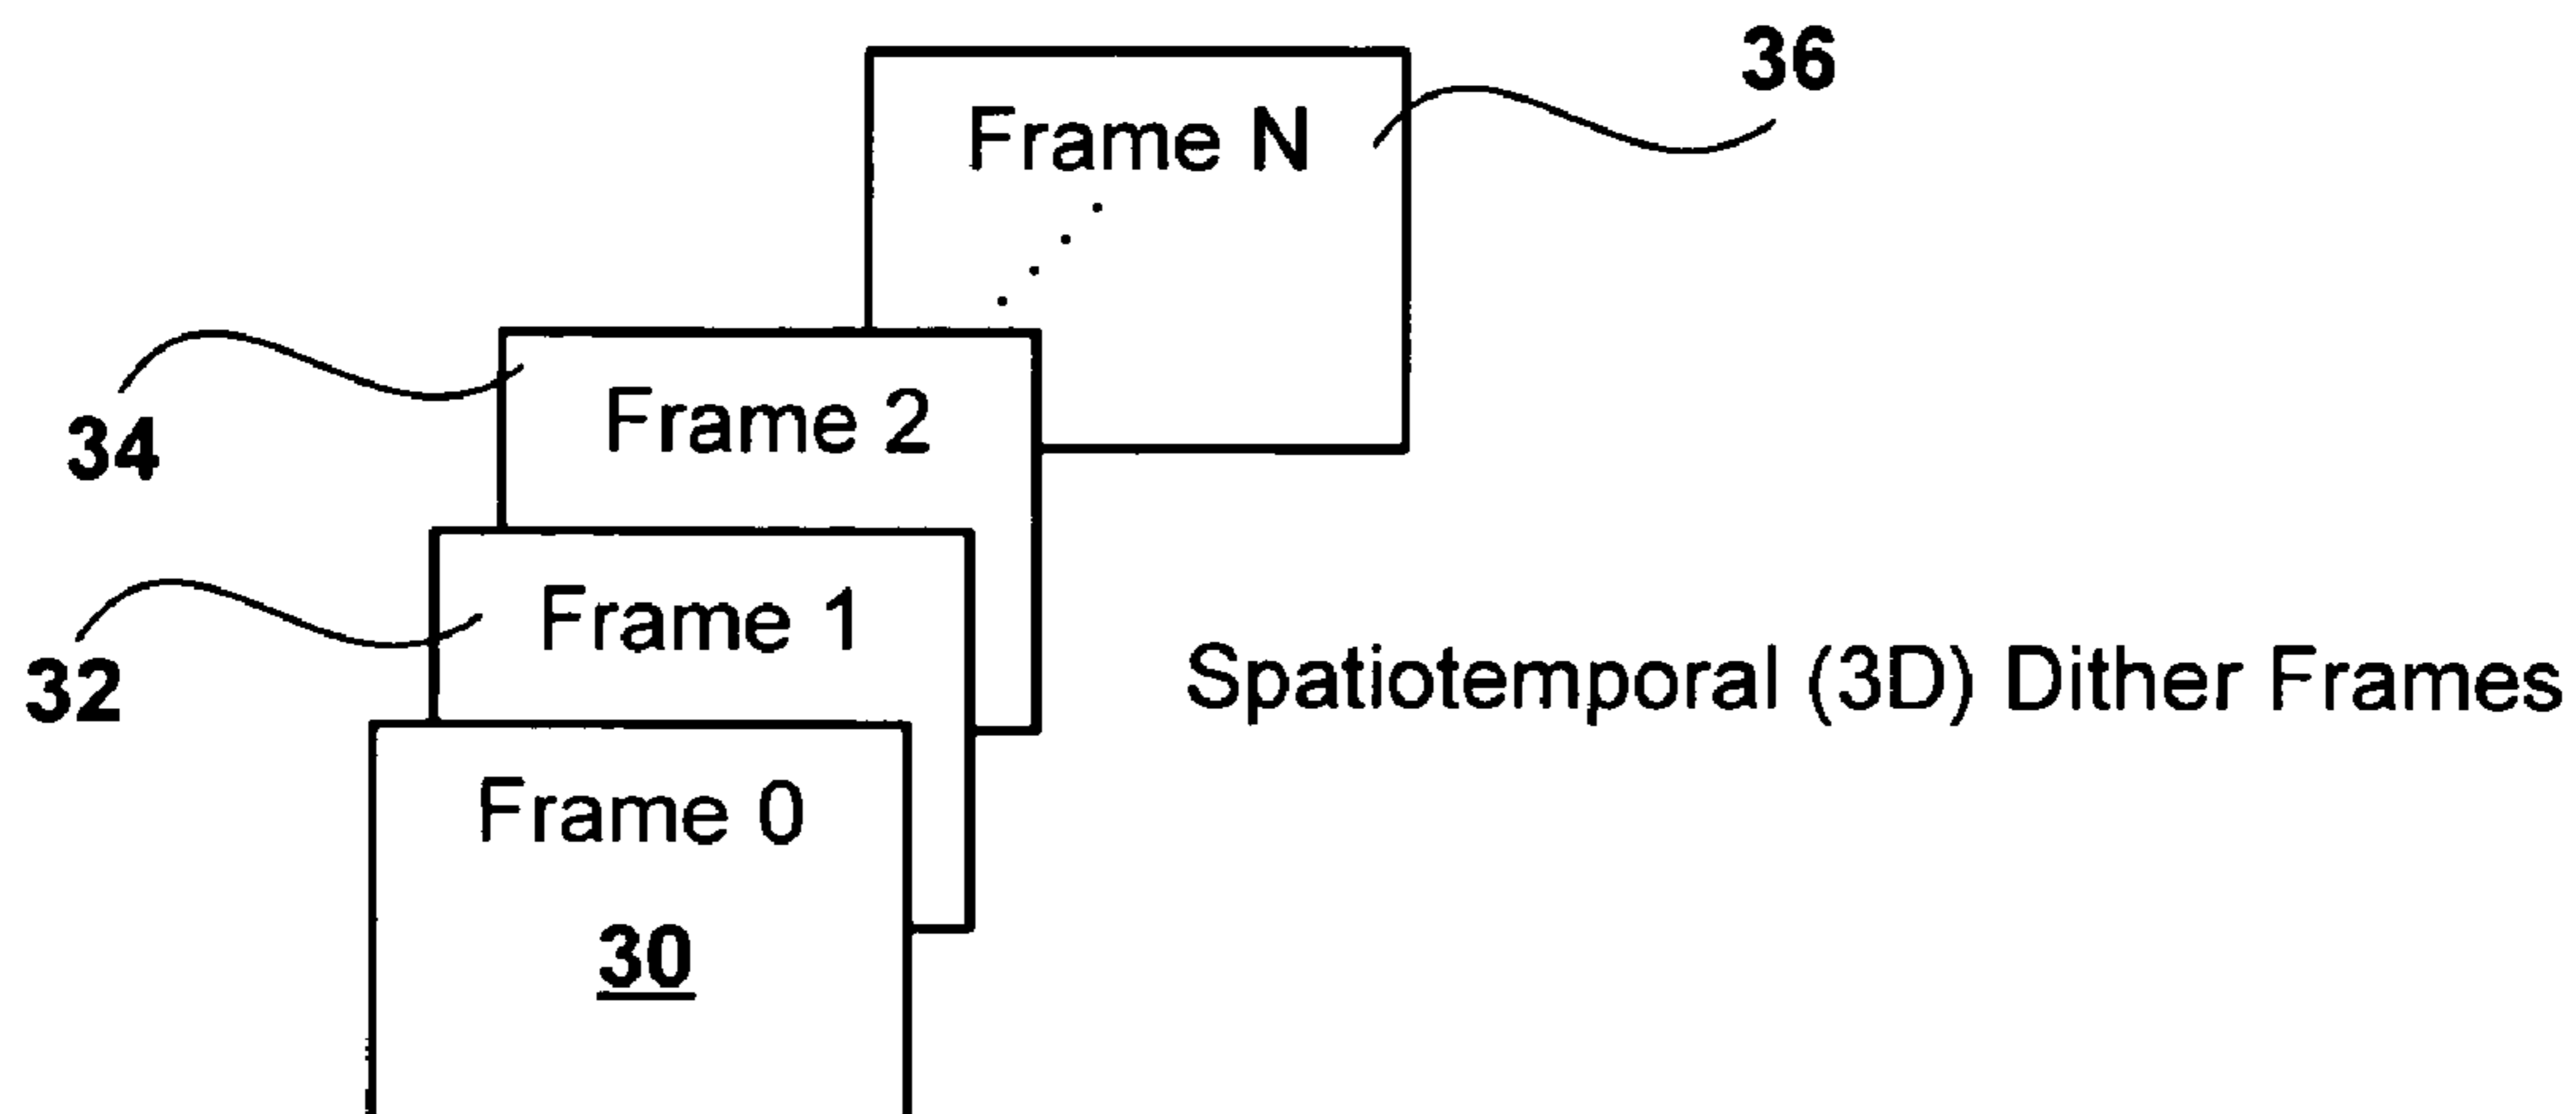 36
Frame N
34
Frame 2
Frame 1
32
Spatiotemporal (3D) Dither Frames
Frame 0
30